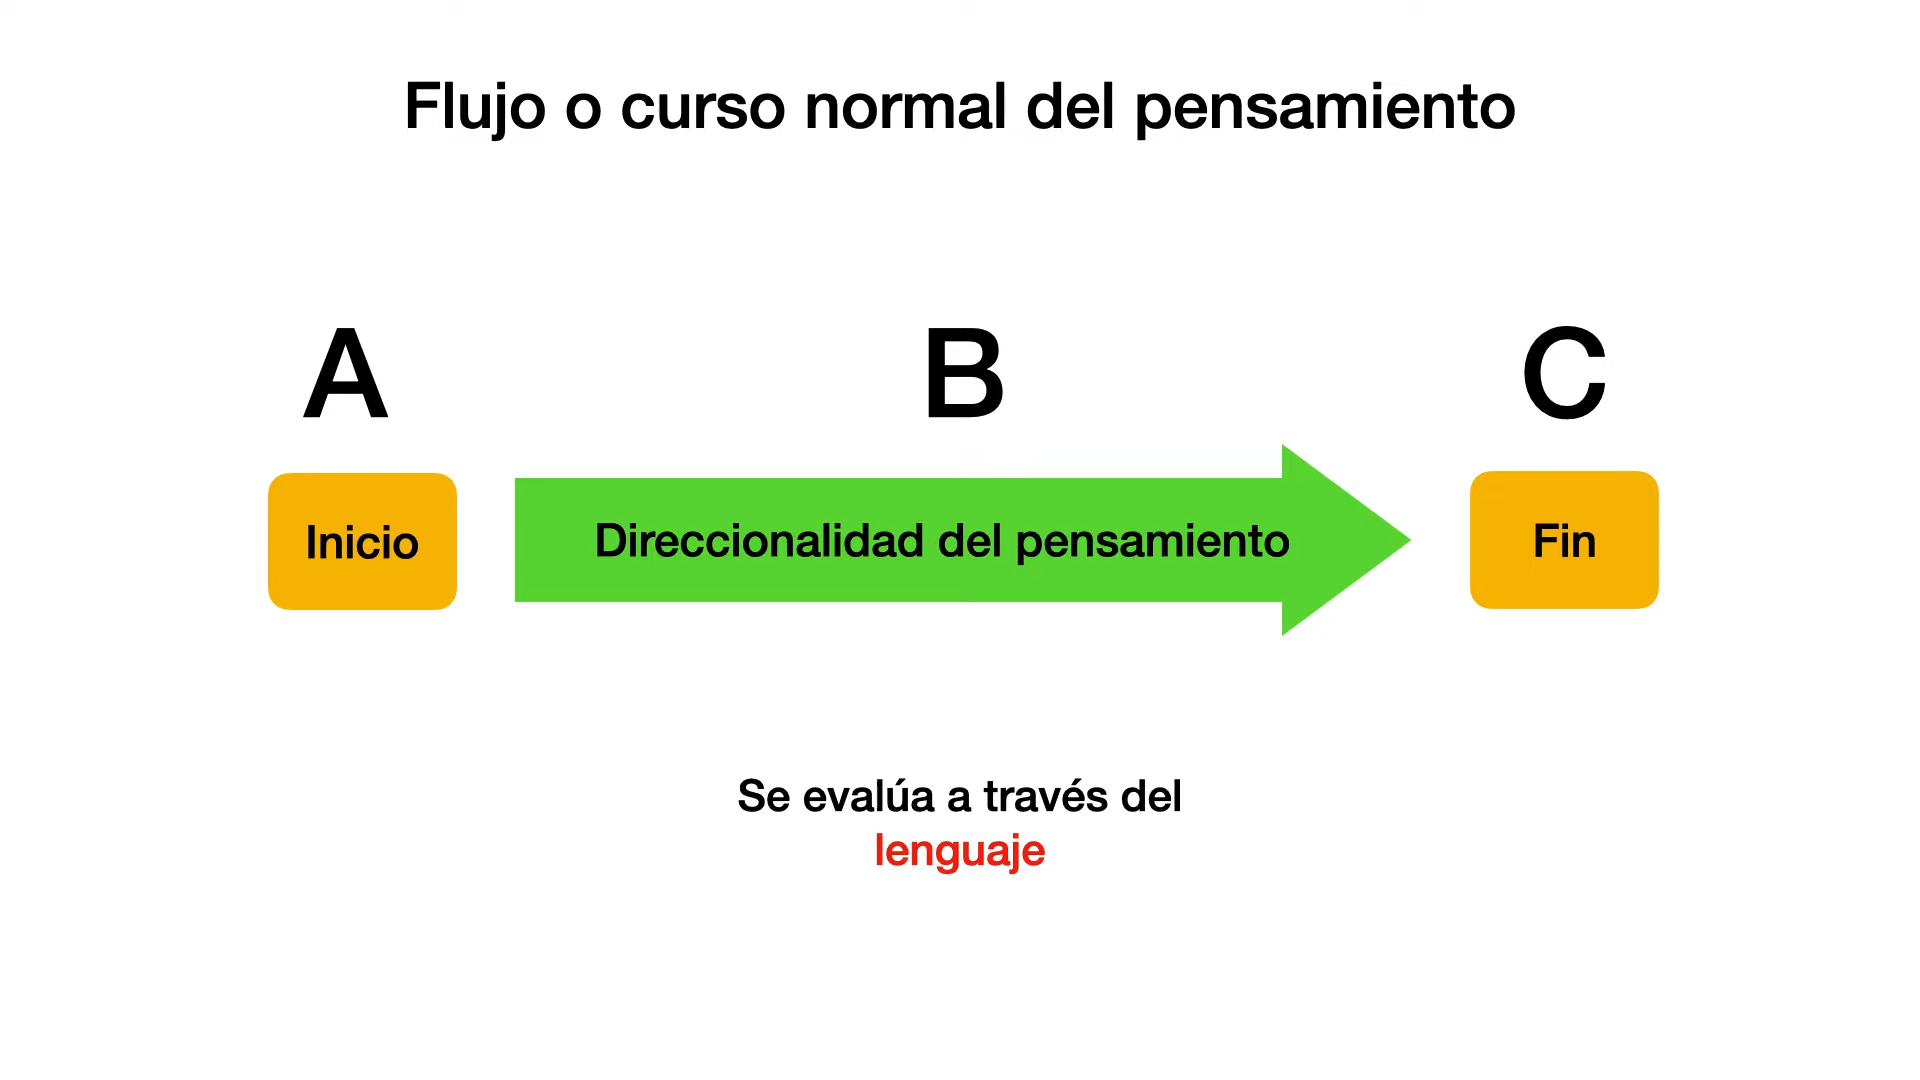 Flujo o curso normal del pensamiento
A B C
Inicio Direccionalidad del pensamiento Fin
Se evalúa a través del
lenguaje